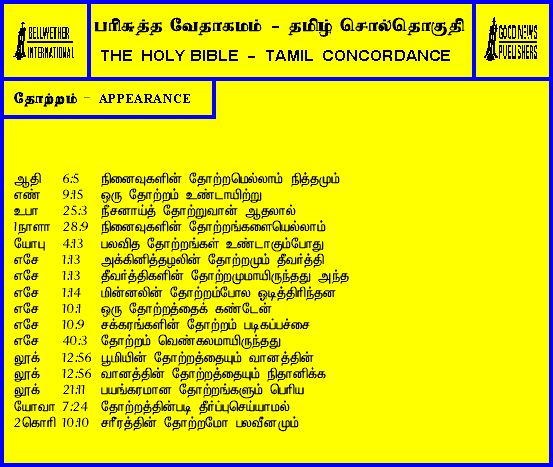 BELLWETHER
INTERNATIONAL
பரிசுத்த வேதாகமம் - தமிழ் சொல்தொகுதி
THE HOLY BIBLE - TAMIL CONCORDANCE
GOOD NEWS
PUBLISHERS
தோற்றம் - APPEARANCE
ஆதி 6:5 நினைவுகளின் தோற்றமெல்லாம் நித்தமும்
எண் 9:15 ஒரு தோற்றம் உண்டாயிற்று
உபா 25:3 நீசனாய்த் தோற்றுவான் ஆதலால்
1நாளா 28:9 நினைவுகளின் தோற்றங்களையெல்லாம்
யோபு 4:13 பலவித தோற்றங்கள் உண்டாகும்போது
எசே 1:13 அக்கினித்தழலின் தோற்றமும் தீவர்த்தி
எசே 1:13 தீவர்த்திகளின் தோற்றமுமாயிருந்தது அந்த
எசே 1:14 மின்னலின் தோற்றம்போல ஓடித்திரிந்தன
எசே 10:1 ஒரு தோற்றத்தைக் கண்டேன்
எசே 10:9 சக்கரங்களின் தோற்றம் படிகப்பச்சை
எசே 40:3 தோற்றம் வெண்கலமாயிருந்தது
லூக் 12:56 பூமியின் தோற்றத்தையும் வானத்தின்
லூக் 12:56 வானத்தின் தோற்றத்தையும் நிதானிக்க
லூக் 21:11 பயங்கரமான தோற்றங்களும் பெரிய
யோவா 7:24 தோற்றத்தின்படி தீர்ப்புசெய்யாமல்
2கொரி 10:10 சரீரத்தின் தோற்றமோ பலவீனமும்